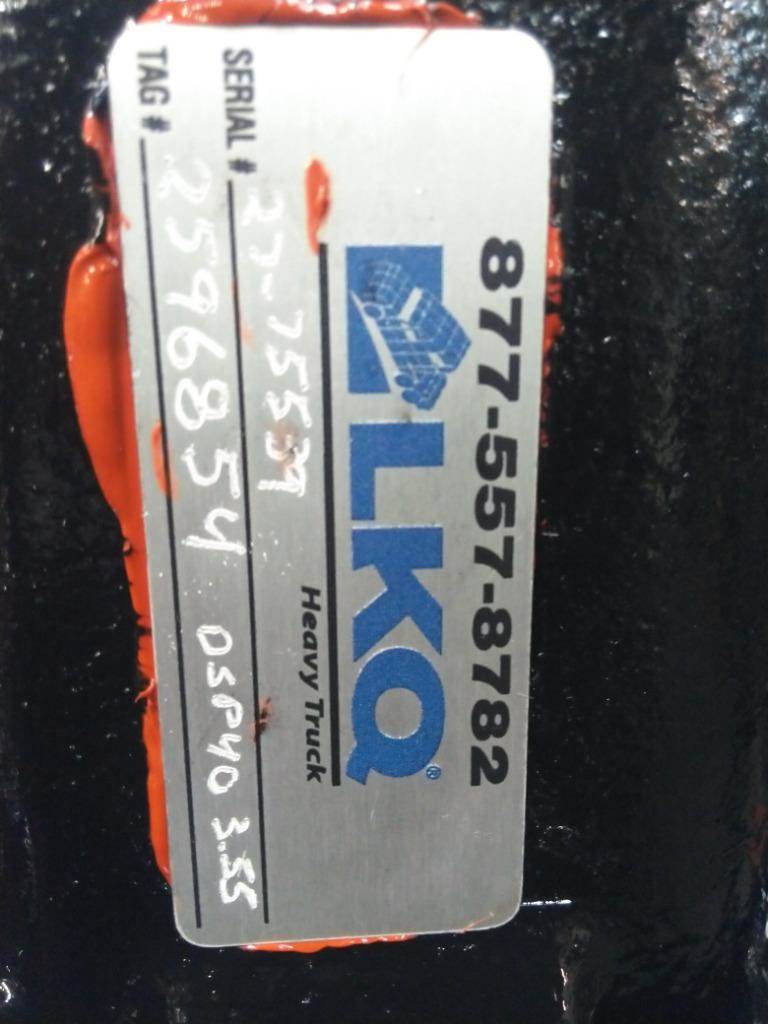 877-557-8782
LKQ®
Heavy Truck
SERIAL # 27-75539
TAG # 2596854 DSP40 3.55